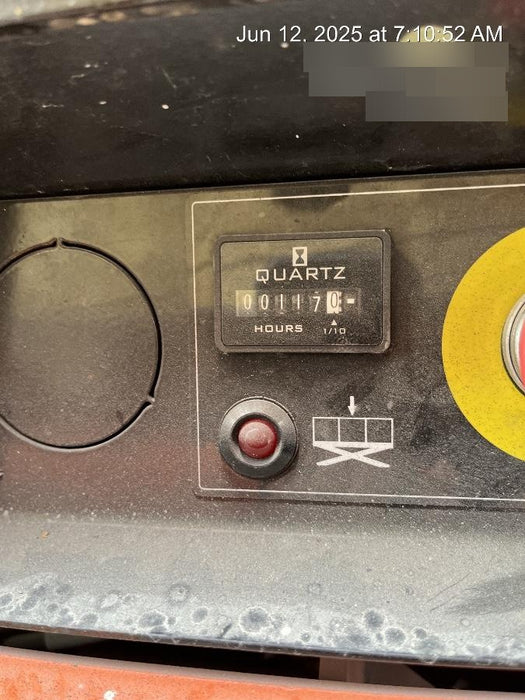 Jun 12, 2025 at 7:10:52 AM
QUARTZ
001170
HOURS 1/10